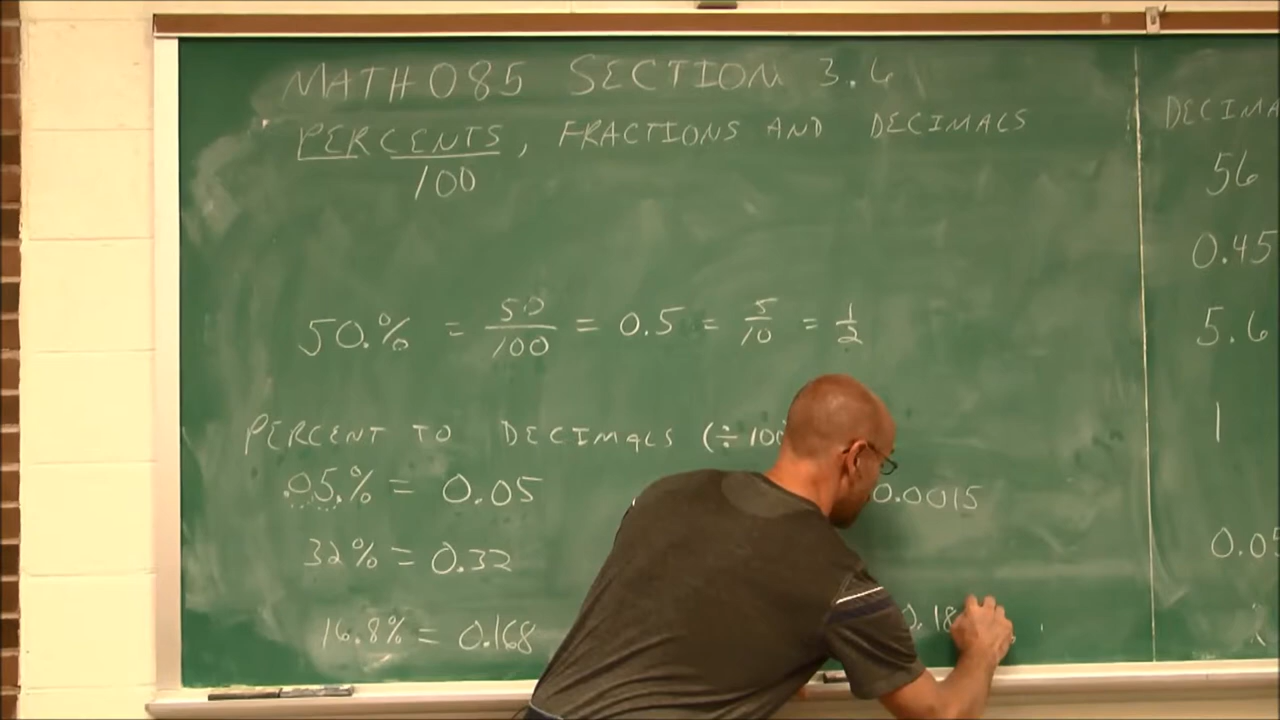 MATH 085 SECTION 3.6
PERCENTS, FRACTIONS AND DECIMALS
100
50.% = 50/100 = 0.5 = 5/10 = 1/2
PERCENT TO DECIMALS (÷ 100
.05.% = 0.05
0.0015
32% = 0.32
16.8% = 0.168
0.18
DECIMA
56
0.45
5.6
1
0.05